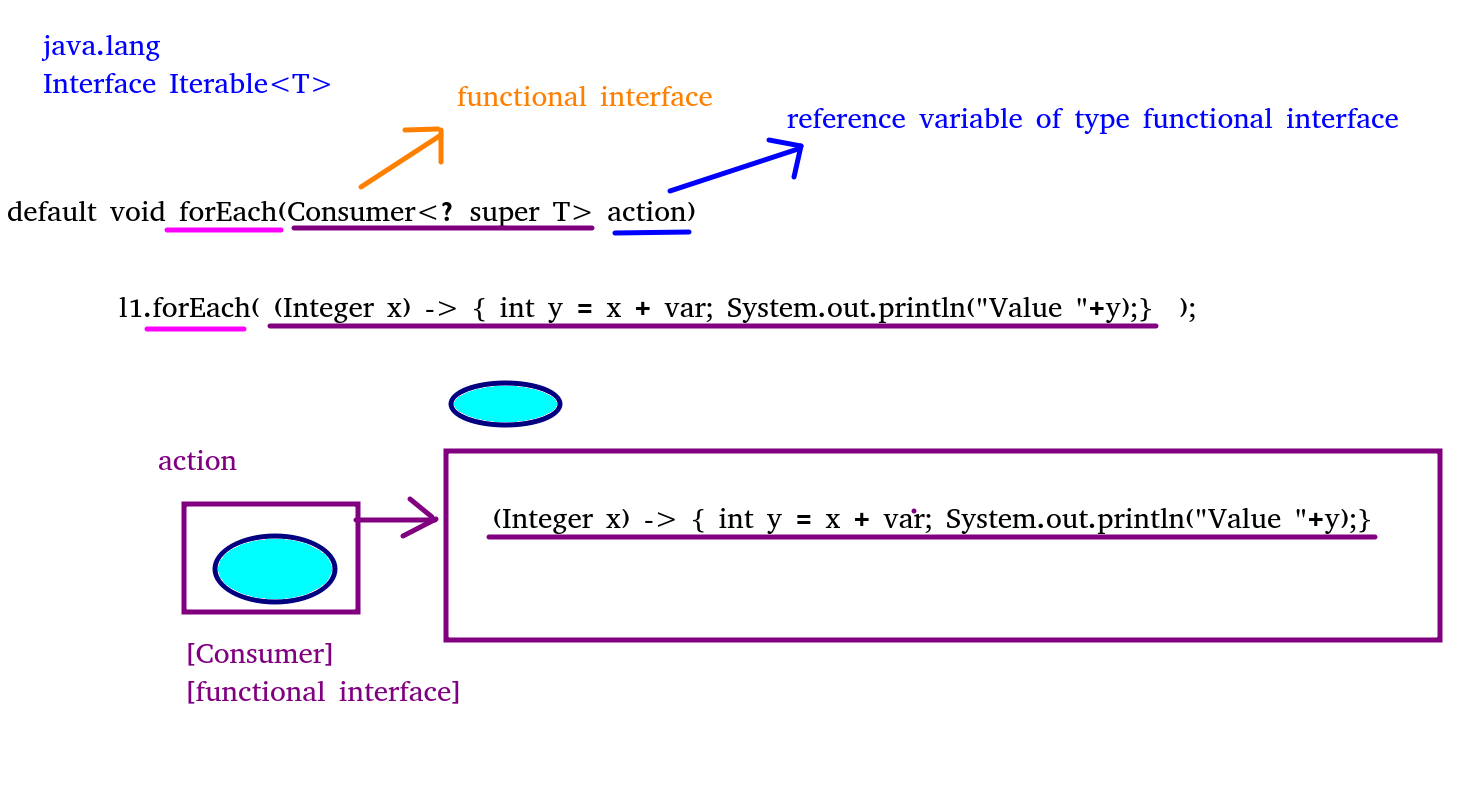 java.lang
Interface Iterable<T>
functional interface
reference variable of type functional interface
default void forEach(Consumer<? super T> action)
l1.forEach( (Integer x) -> { int y = x + var; System.out.println("Value "+y);} );
action
(Integer x) -> { int y = x + var; System.out.println("Value "+y);}
[Consumer]
[functional interface]